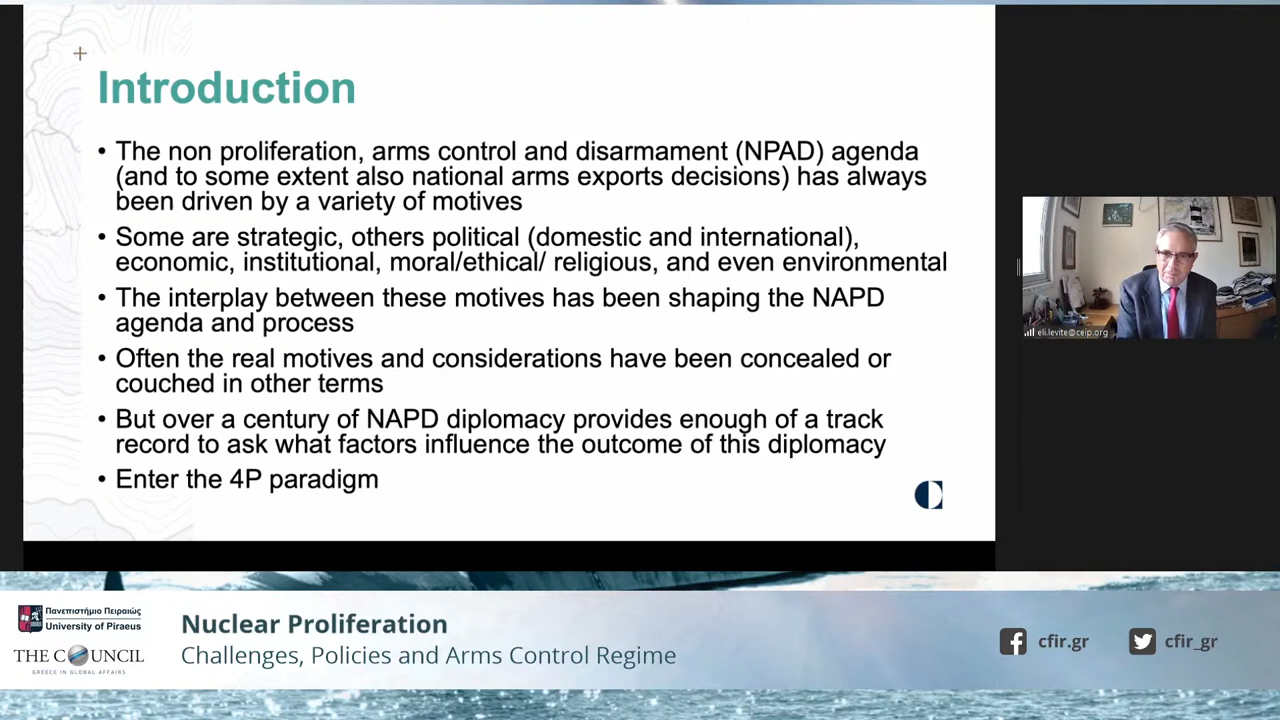 Introduction
• The non proliferation, arms control and disarmament (NPAD) agenda
(and to some extent also national arms exports decisions) has always
been driven by a variety of motives
• Some are strategic, others political (domestic and international),
economic, institutional, moral/ethical/ religious, and even environmental
• The interplay between these motives has been shaping the NAPD
agenda and process
• Often the real motives and considerations have been concealed or
couched in other terms
• But over a century of NAPD diplomacy provides enough of a track
record to ask what factors influence the outcome of this diplomacy
• Enter the 4P paradigm
eli.levite@ceip.org
Πανεπιστήμιο Πειραιώς
University of Piraeus
THE COUNCIL
GREECE IN GLOBAL AFFAIRS
Nuclear Proliferation
Challenges, Policies and Arms Control Regime
cfir.gr
cfir_gr